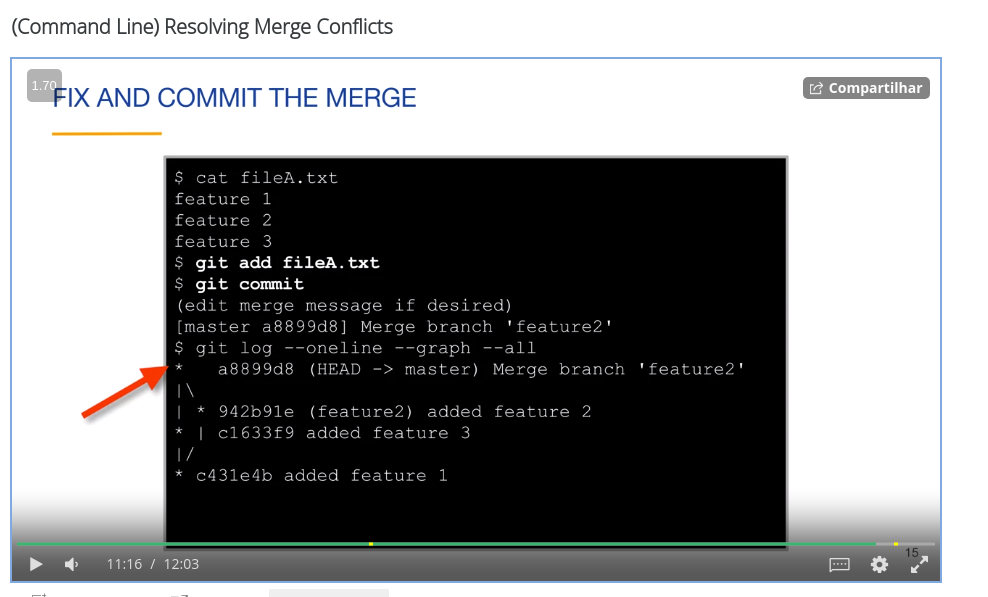 (Command Line) Resolving Merge Conflicts
1.70
FIX AND COMMIT THE MERGE
Compartilhar
$ cat fileA.txt
feature 1
feature 2
feature 3
$ git add fileA.txt
$ git commit
(edit merge message if desired)
[master a8899d8] Merge branch 'feature2'
$ git log --oneline --graph --all
*   a8899d8 (HEAD -> master) Merge branch 'feature2'
|\
| * 942b91e (feature2) added feature 2
* | c1633f9 added feature 3
|/
* c431e4b added feature 1
11:16 / 12:03
15